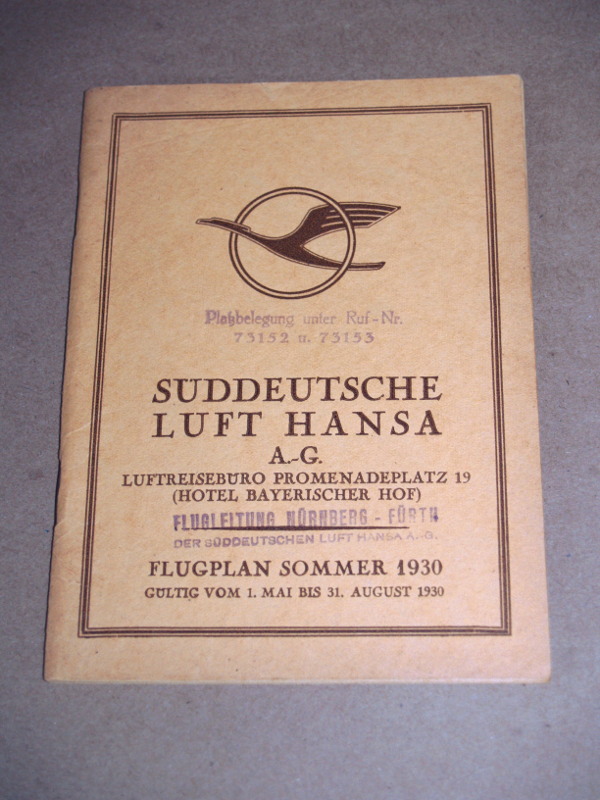 Platzbelegung unter Ruf-Nr.
73152 u. 73153
SÜDDEUTSCHE
LUFT HANSA
A.-G.
LUFTREISEBÜRO PROMENADEPLATZ 19
(HOTEL BAYERISCHER HOF)
FLUGLEITUNG NÜRNBERG - FÜRTH
DER SÜDDEUTSCHEN LUFT HANSA A.-G.
FLUGPLAN SOMMER 1930
GÜLTIG VOM 1. MAI BIS 31. AUGUST 1930